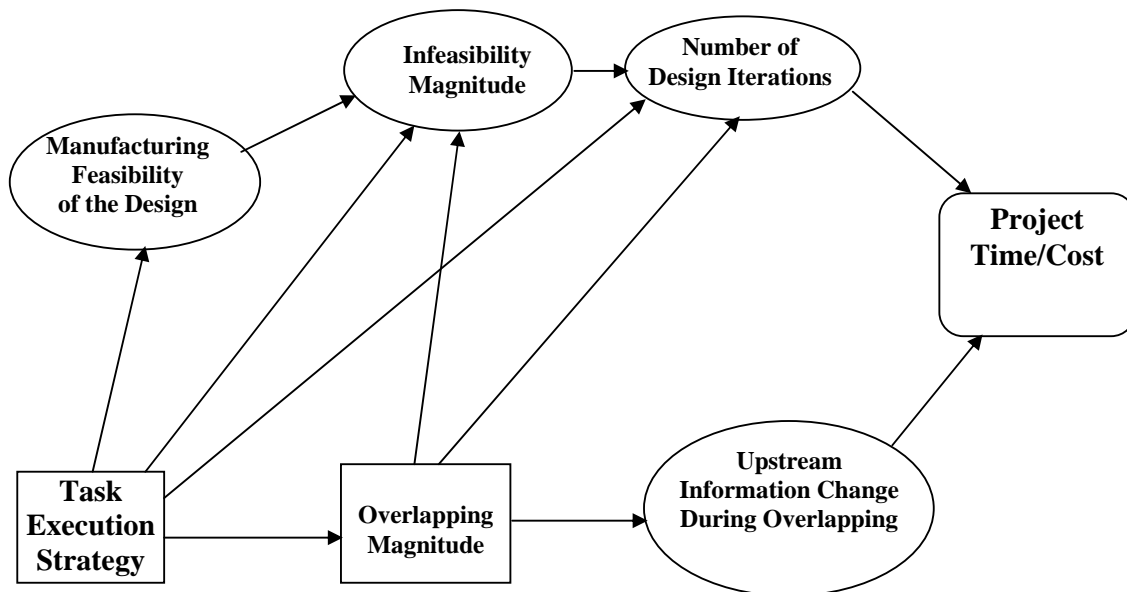 Infeasibility
Magnitude
Number of
Design Iterations
Manufacturing
Feasibility
of the Design
Project
Time/Cost
Task
Execution
Strategy
Overlapping
Magnitude
Upstream
Information Change
During Overlapping